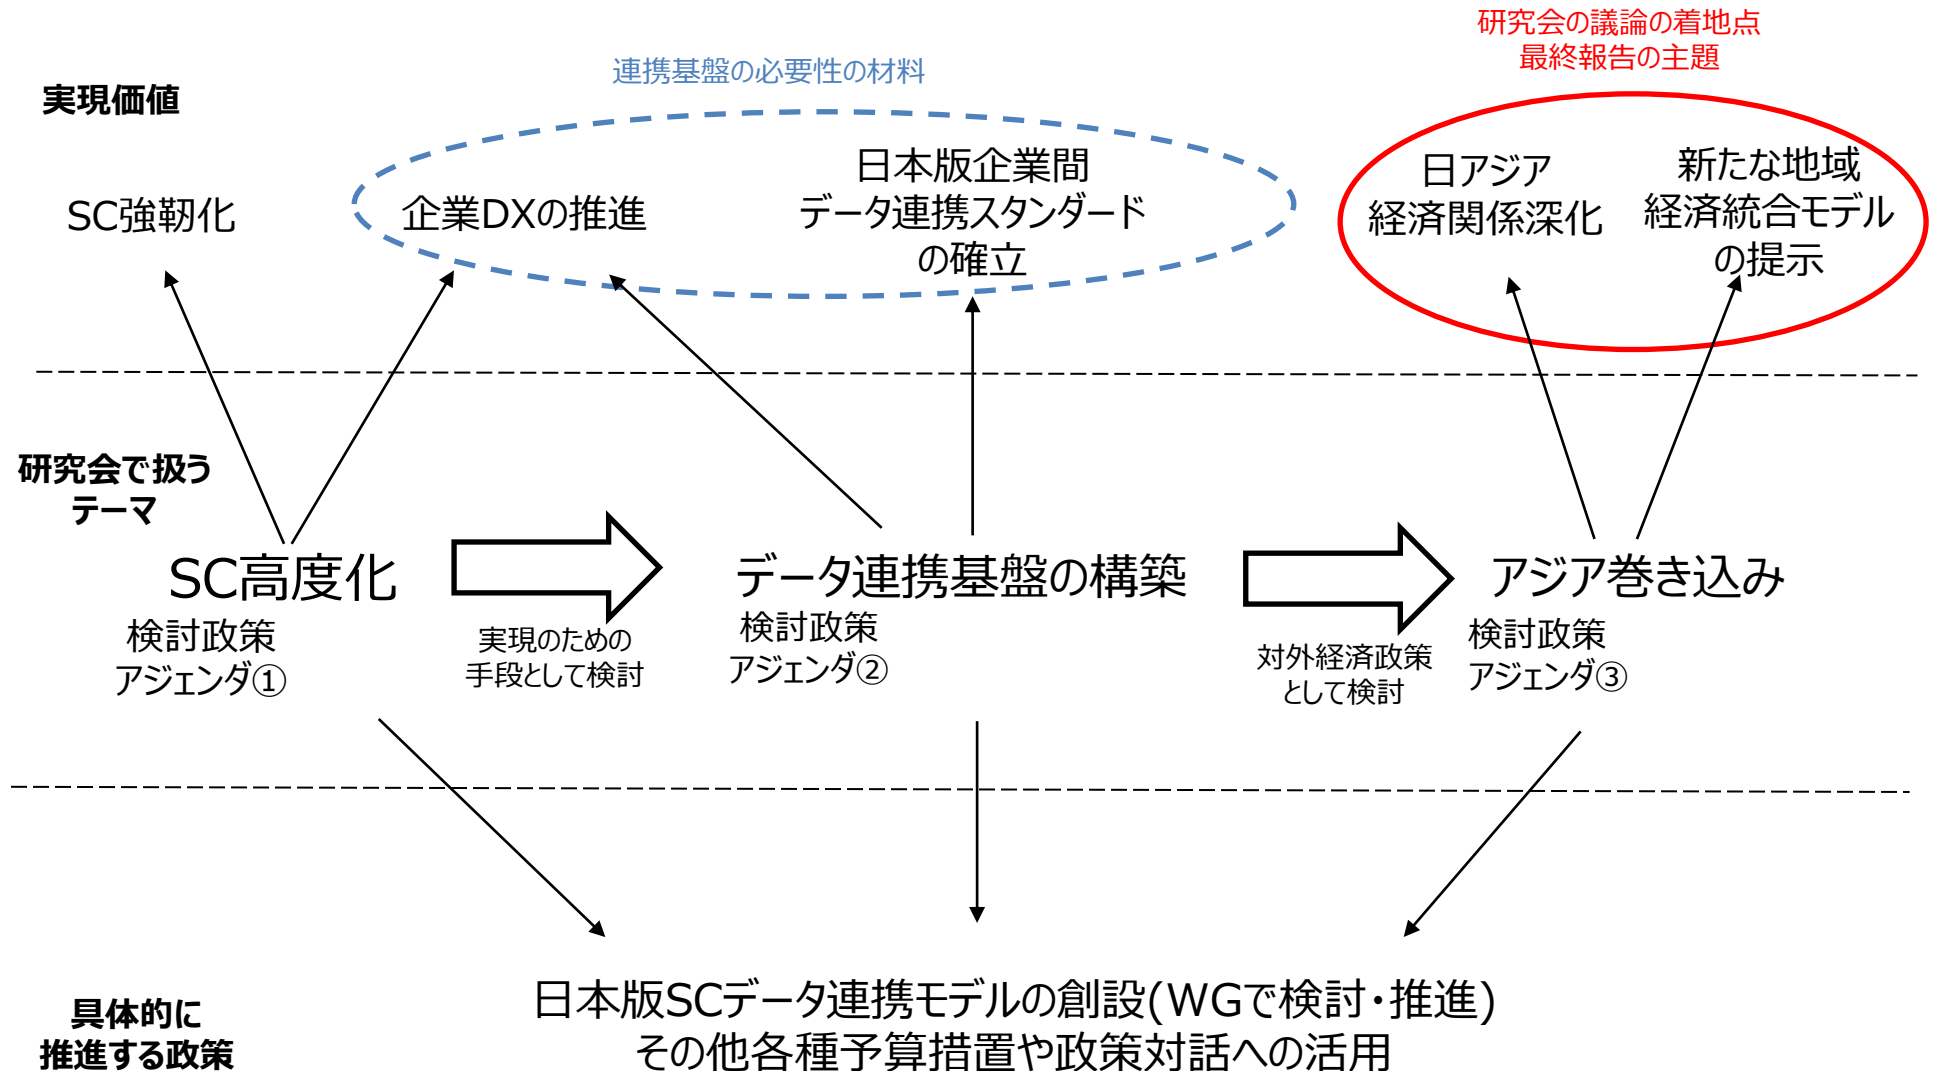 研究会の議論の着地点
最終報告の主題
連携基盤の必要性の材料
実現価値
SC強靭化
企業DXの推進
日本版企業間
データ連携スタンダード
の確立
日アジア
経済関係深化
新たな地域
経済統合モデル
の提示
研究会で扱う
テーマ
SC高度化
検討政策
アジェンダ①
実現のための
手段として検討
データ連携基盤の構築
検討政策
アジェンダ②
対外経済政策
として検討
アジア巻き込み
検討政策
アジェンダ③
具体的に
推進する政策
日本版SCデータ連携モデルの創設(WGで検討・推進)
その他各種予算措置や政策対話への活用